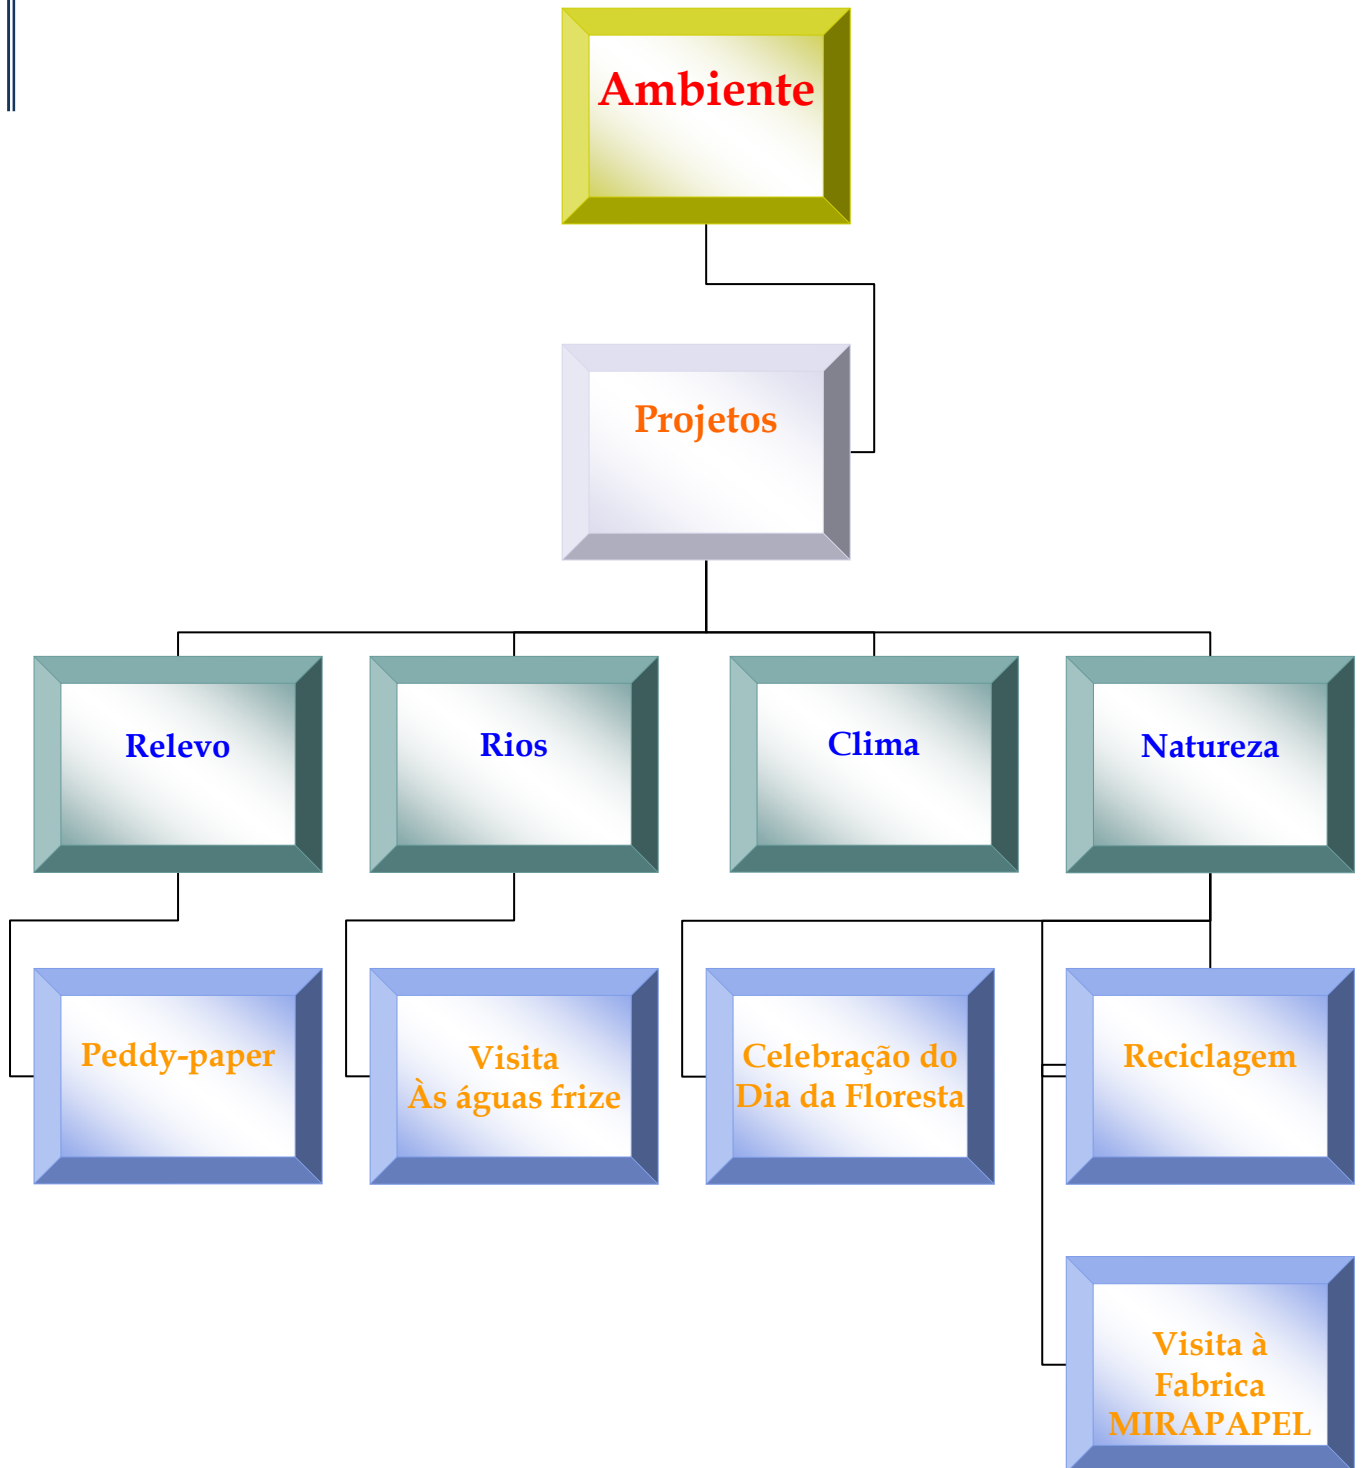 Ambiente
Projetos
Relevo
Rios
Clima
Natureza
Peddy-paper
Visita
Às águas frize
Celebração do
Dia da Floresta
Reciclagem
Visita à
Fabrica
MIRAPAPEL